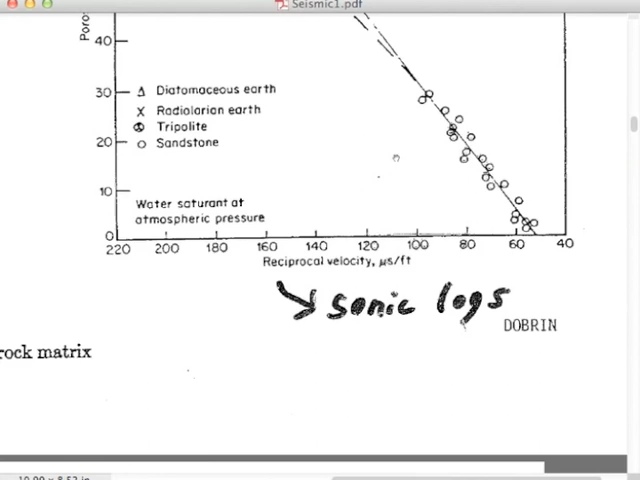 Seismic1.pdf
Poro
40
30
20
10
0
Δ Diatomaceous earth
X Radiolarian earth
Tripolite
O Sandstone
Water saturant at
atmospheric pressure
220 200 180 160 140 120 100 80 60 40
Reciprocal velocity, μs/ft
sonic logs
DOBRIN
rock matrix